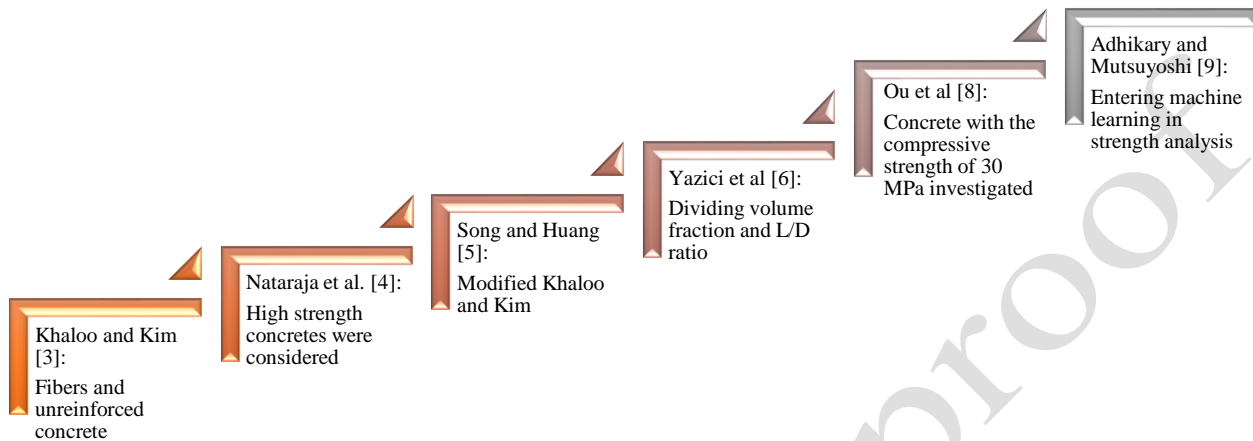 Khaloo and Kim
[3]:
Fibers and
unreinforced
concrete
Nataraja et al. [4]:
High strength
concretes were
considered
Song and Huang
[5]:
Modified Khaloo
and Kim
Yazici et al [6]:
Dividing volume
fraction and L/D
ratio
Ou et al [8]:
Concrete with the
compressive
strength of 30
MPa investigated
Adhikary and
Mutsuyoshi [9]:
Entering machine
learning in
strength analysis
proof